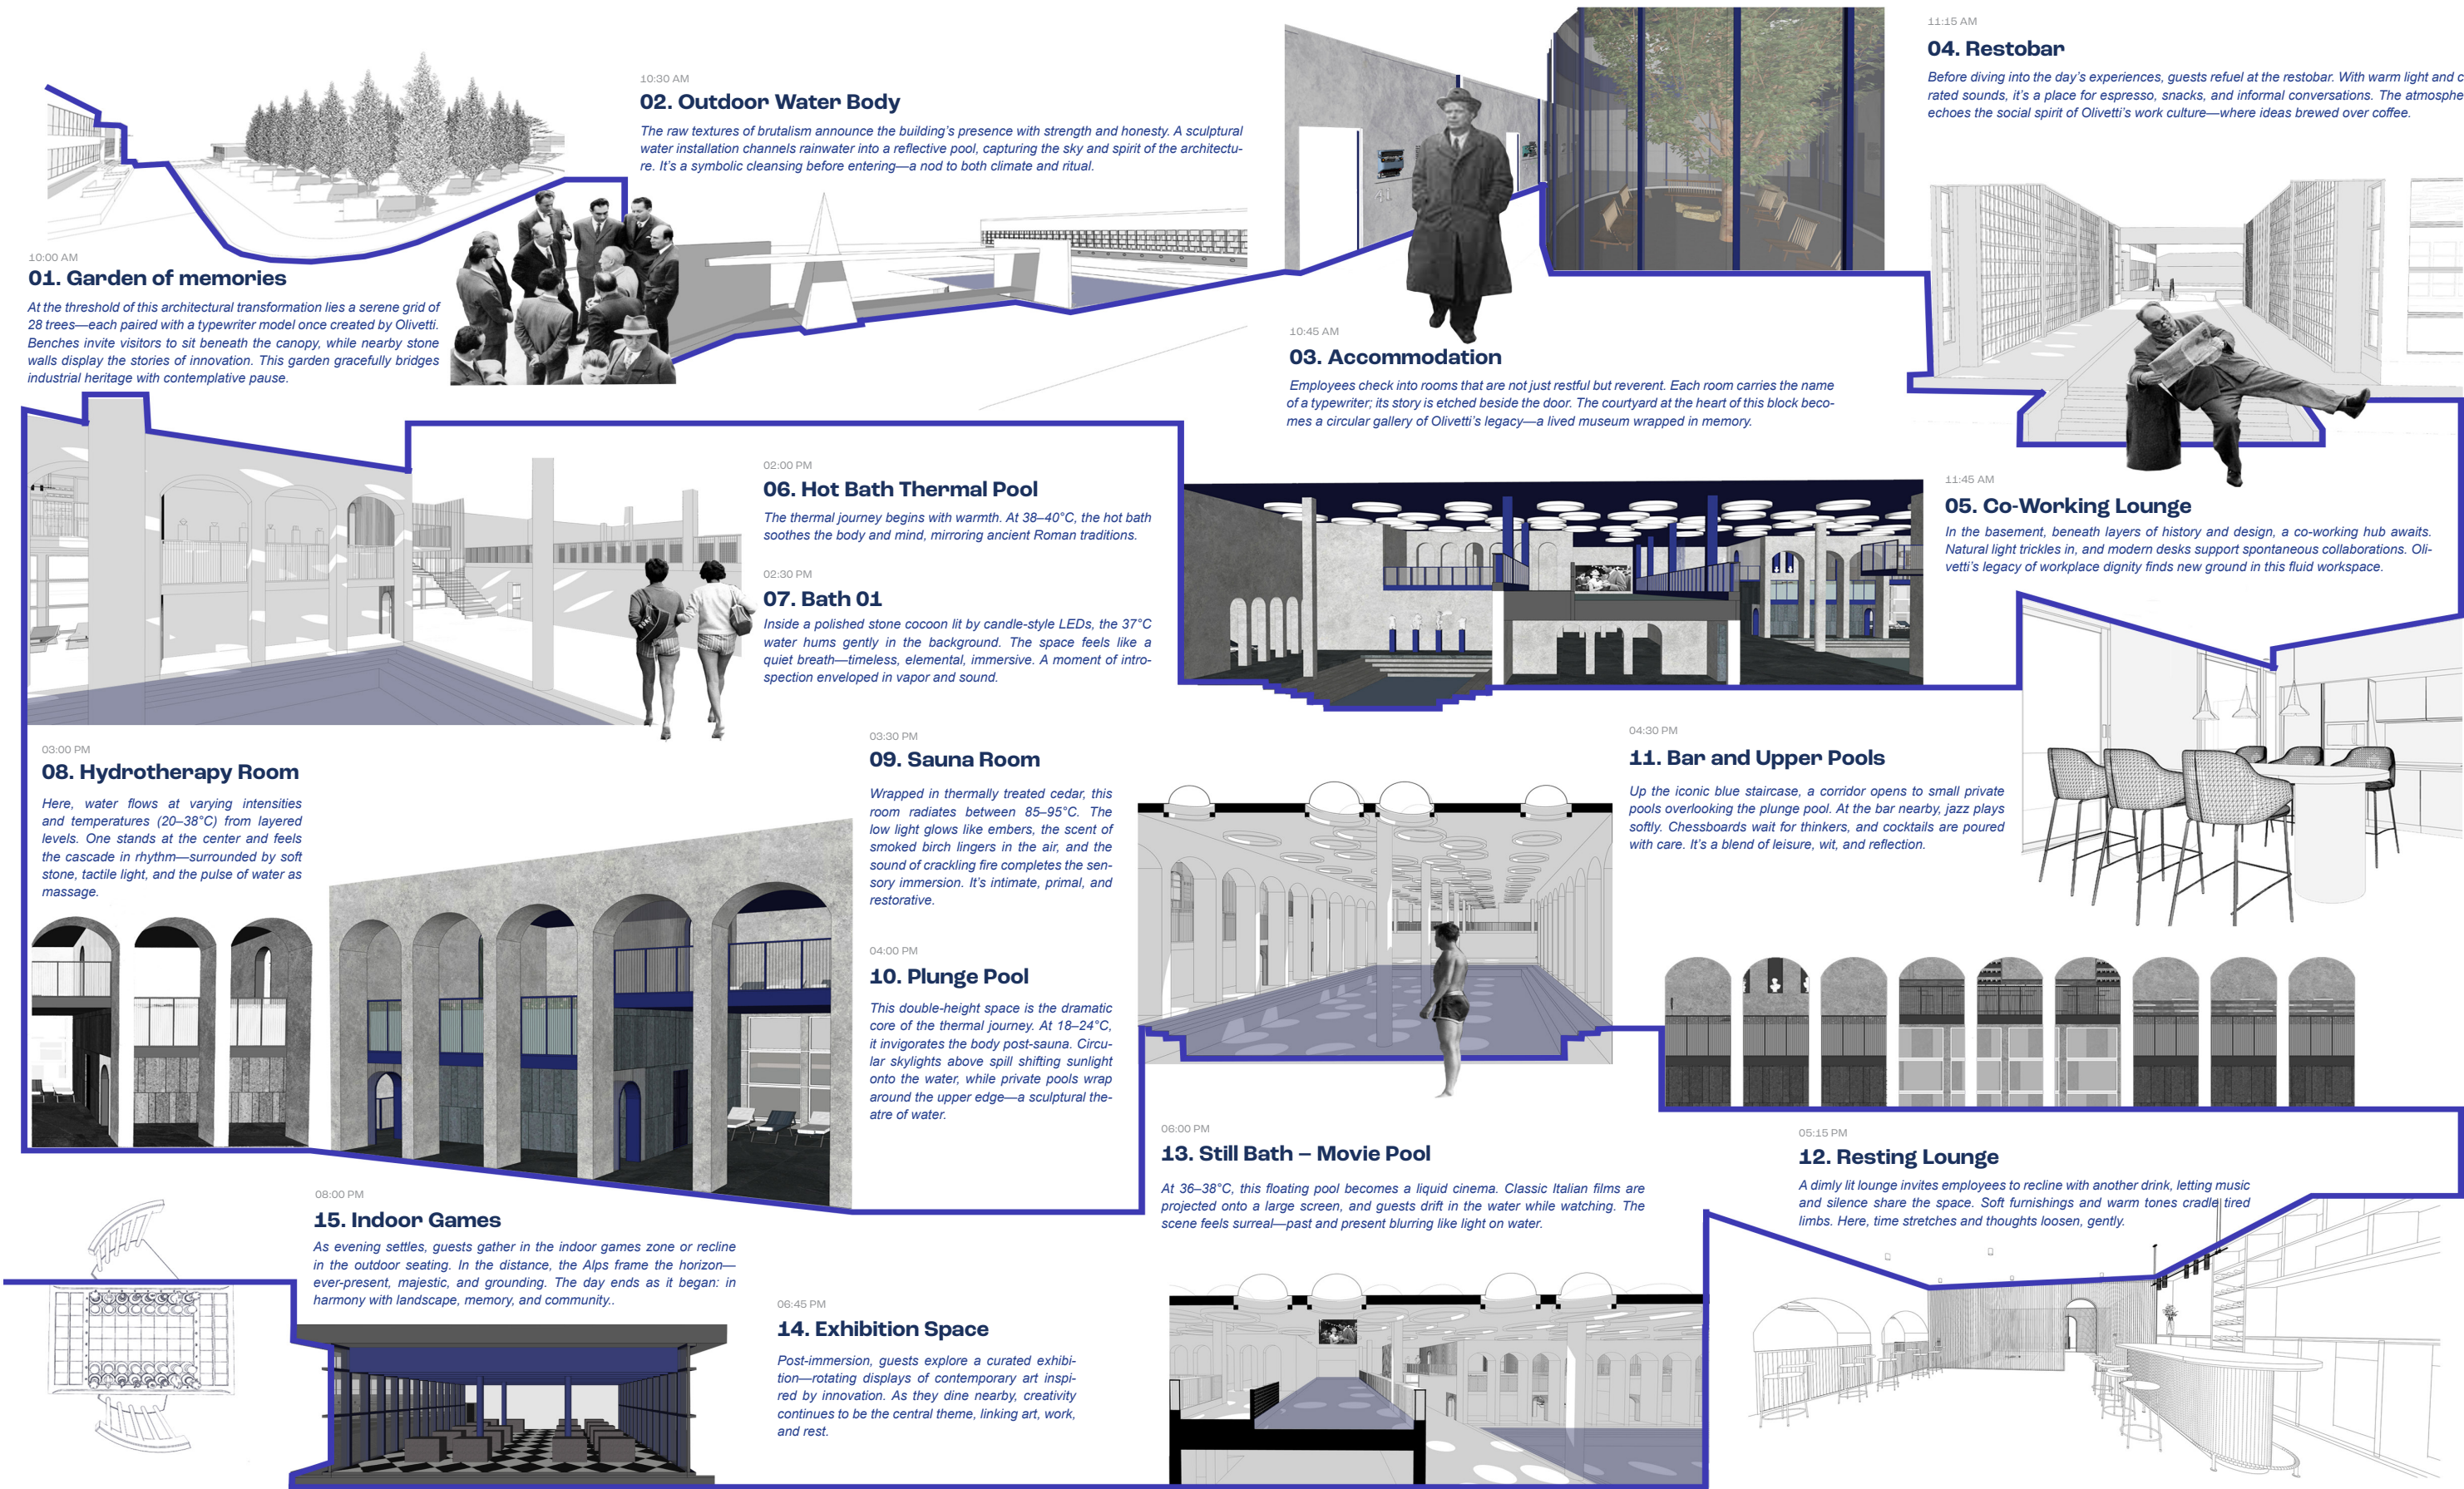 10:00 AM
01. Garden of memories
At the threshold of this architectural transformation lies a serene grid of
28 trees—each paired with a typewriter model once created by Olivetti.
Benches invite visitors to sit beneath the canopy, while nearby stone
walls display the stories of innovation. This garden gracefully bridges
industrial heritage with contemplative pause.
10:30 AM
02. Outdoor Water Body
The raw textures of brutalism announce the building's presence with strength and honesty. A sculptural
water installation channels rainwater into a reflective pool, capturing the sky and spirit of the architectu-
re. It's a symbolic cleansing before entering—a nod to both climate and ritual.
10:45 AM
03. Accommodation
Employees check into rooms that are not just restful but reverent. Each room carries the name
of a typewriter; its story is etched beside the door. The courtyard at the heart of this block beco-
mes a circular gallery of Olivetti's legacy—a lived museum wrapped in memory.
11:15 AM
04. Restobar
Before diving into the day's experiences, guests refuel at the restobar. With warm light and c
rated sounds, it's a place for espresso, snacks, and informal conversations. The atmosphe
echoes the social spirit of Olivetti's work culture—where ideas brewed over coffee.
11:45 AM
05. Co-Working Lounge
In the basement, beneath layers of history and design, a co-working hub awaits.
Natural light trickles in, and modern desks support spontaneous collaborations. Oli-
vetti's legacy of workplace dignity finds new ground in this fluid workspace.
02:00 PM
06. Hot Bath Thermal Pool
The thermal journey begins with warmth. At 38–40°C, the hot bath
soothes the body and mind, mirroring ancient Roman traditions.
02:30 PM
07. Bath 01
Inside a polished stone cocoon lit by candle-style LEDs, the 37°C
water hums gently in the background. The space feels like a
quiet breath—timeless, elemental, immersive. A moment of intro-
spection enveloped in vapor and sound.
03:00 PM
08. Hydrotherapy Room
Here, water flows at varying intensities
and temperatures (20–38°C) from layered
levels. One stands at the center and feels
the cascade in rhythm—surrounded by soft
stone, tactile light, and the pulse of water as
massage.
03:30 PM
09. Sauna Room
Wrapped in thermally treated cedar, this
room radiates between 85–95°C. The
low light glows like embers, the scent of
smoked birch lingers in the air, and the
sound of crackling fire completes the sen-
sory immersion. It's intimate, primal, and
restorative.
04:00 PM
10. Plunge Pool
This double-height space is the dramatic
core of the thermal journey. At 18–24°C,
it invigorates the body post-sauna. Circu-
lar skylights above spill shifting sunlight
onto the water, while private pools wrap
around the upper edge—a sculptural the-
atre of water.
04:30 PM
11. Bar and Upper Pools
Up the iconic blue staircase, a corridor opens to small private
pools overlooking the plunge pool. At the bar nearby, jazz plays
softly. Chessboards wait for thinkers, and cocktails are poured
with care. It's a blend of leisure, wit, and reflection.
05:15 PM
12. Resting Lounge
A dimly lit lounge invites employees to recline with another drink, letting music
and silence share the space. Soft furnishings and warm tones cradle tired
limbs. Here, time stretches and thoughts loosen, gently.
06:00 PM
13. Still Bath – Movie Pool
At 36–38°C, this floating pool becomes a liquid cinema. Classic Italian films are
projected onto a large screen, and guests drift in the water while watching. The
scene feels surreal—past and present blurring like light on water.
06:45 PM
14. Exhibition Space
Post-immersion, guests explore a curated exhibi-
tion—rotating displays of contemporary art inspi-
red by innovation. As they dine nearby, creativity
continues to be the central theme, linking art, work,
and rest.
08:00 PM
15. Indoor Games
As evening settles, guests gather in the indoor games zone or recline
in the outdoor seating. In the distance, the Alps frame the horizon—
ever-present, majestic, and grounding. The day ends as it began: in
harmony with landscape, memory, and community..